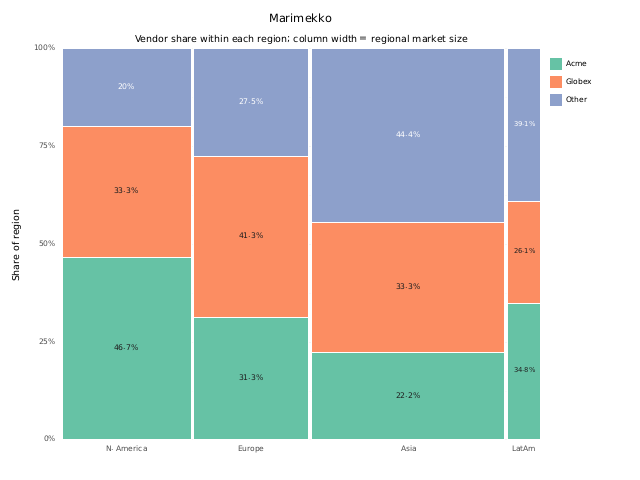 Marimekko
Vendor share within each region; column width = regional market size
100%
75%
50%
25%
0%
Share of region
20%
33·3%
46·7%
27·5%
41·3%
31·3%
44·4%
33·3%
22·2%
39·1%
26·1%
34·8%
N· America
Europe
Asia
LatAm
Acme
Globex
Other